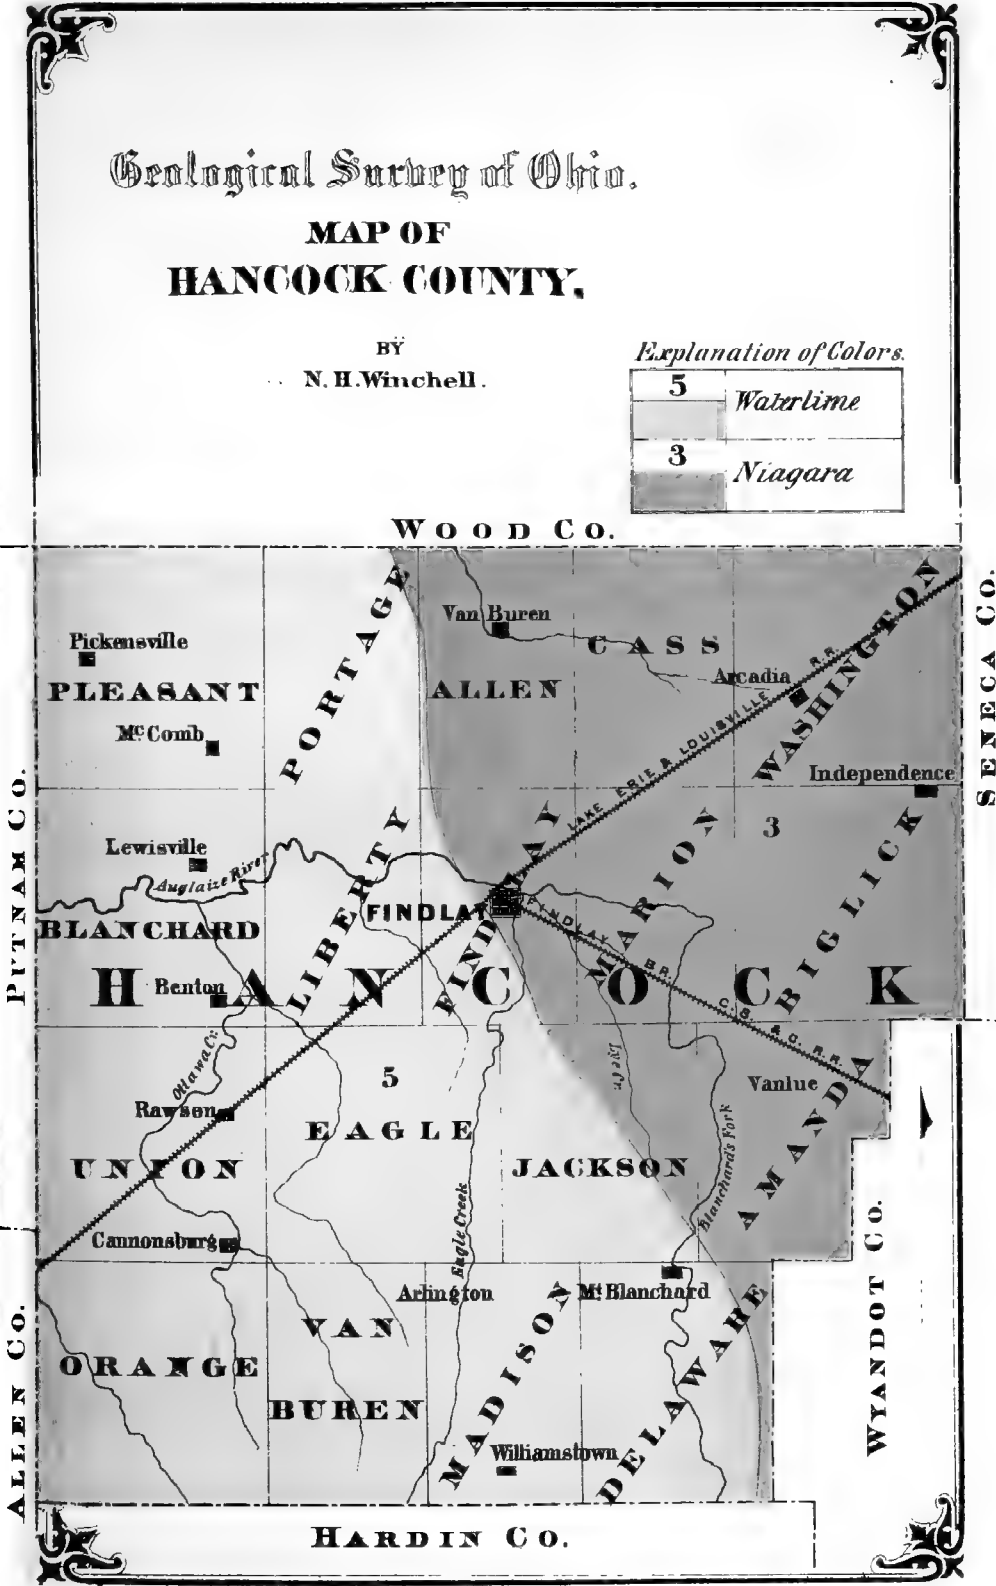 Geological Survey of Ohio.
MAP OF
HANCOCK COUNTY.
BY
N. H. Winchell.
Explanation of Colors.
5 Waterlime
3 Niagara
WOOD CO.
SENECA CO.
PUTNAM CO.
ALLEN CO.
WYANDOT CO.
HARDIN CO.
Pickensville
PLEASANT
McComb
PORTAGE
Van Buren
CASS
ALLEN
Arcadia
WASHINGTON
LAKE ERIE & LOUISVILLE R.R.
Independence
3
Lewisville
Auglaize River
BLANCHARD
LIBERTY
FINDLAY
FINDLAY
MARION
BIG LICK
FINDLAY BR. C. S. & C. R.R.
HANCOCK
Benton
Ottawa Cr.
Rawson
5
EAGLE
UNION
JACKSON
Vanlue
AMANDA
Blanchard's Fork
Eagle Creek
Cannonsburg
Arlington
Mt Blanchard
VAN
BUREN
ORANGE
MADISON
DELAWARE
Williamstown